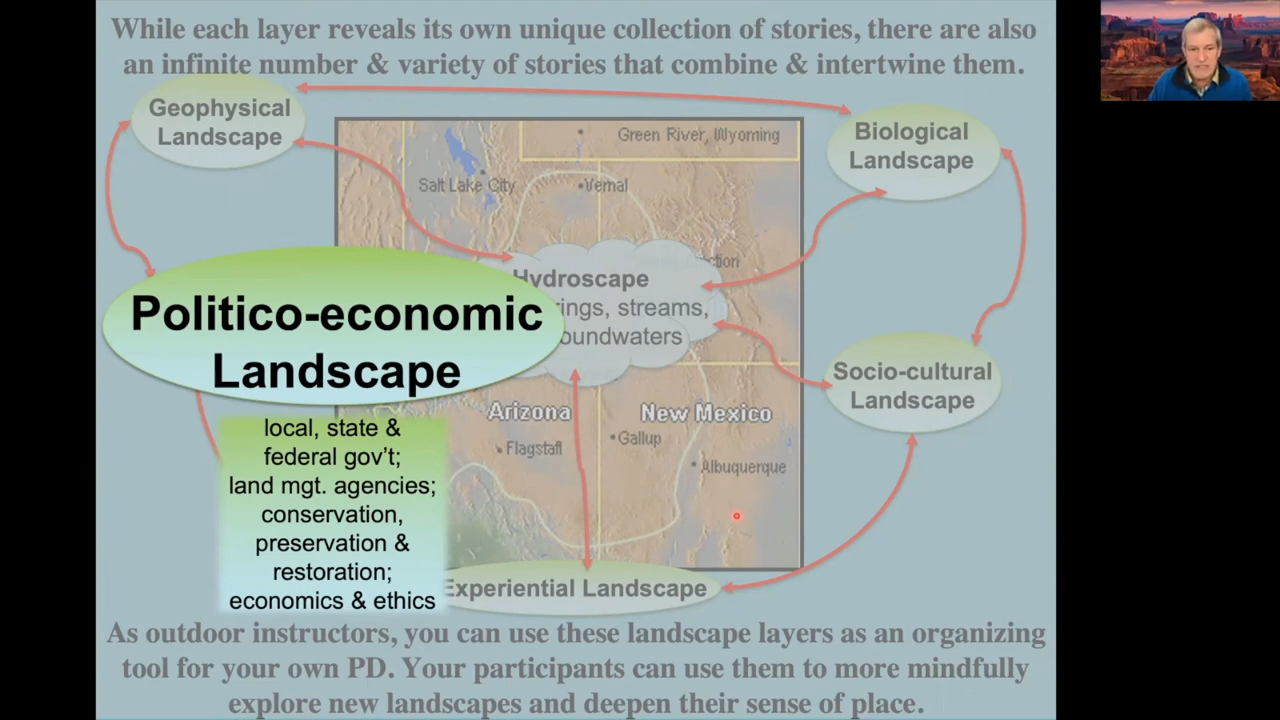 While each layer reveals its own unique collection of stories, there are also
an infinite number & variety of stories that combine & intertwine them.
Geophysical
Landscape
Biological
Landscape
Green River, Wyoming
Salt Lake City
Vernal
Hydroscape
streams,
Politico-economic
Landscape
Socio-cultural
Landscape
Arizona
New Mexico
Flagstaff
Gallup
Albuquerque
local, state &
federal gov't;
land mgt. agencies;
conservation,
preservation &
restoration;
economics & ethics
Experiential Landscape
As outdoor instructors, you can use these landscape layers as an organizing
tool for your own PD. Your participants can use them to more mindfully
explore new landscapes and deepen their sense of place.